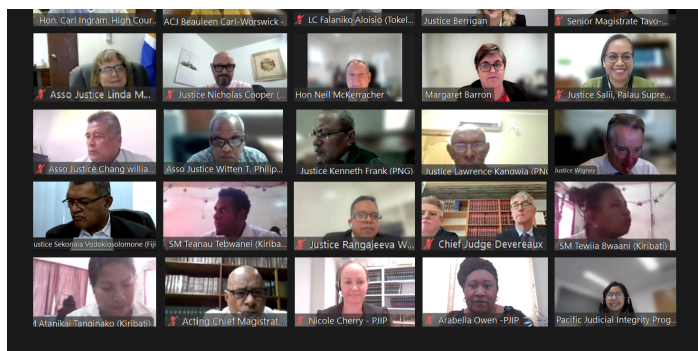 Hon. Carl Ingram. High Cour...
ACJ Beauleen Carl-Worswick -
LC Falaniko Aloisio (Tokel...
Justice Berrigan
Senior Magistrate Tavo-...
Asso Justice Linda M...
Justice Nicholas Cooper (...
Hon Neil McKerracher
Margaret Barron
Justice Salii, Palau Supre...
Asso Justice Chang willia...
Asso Justice Witten T. Philip...
Justice Kenneth Frank (PNG)
Justice Lawrence Kangwia (PNG
Justice Wigney
ustice Sekonaia Vodokiosolomone (Fiji
SM Teanau Tebwanei (Kiriba...
Justice Rangajeeva W...
Chief Judge Devereaux
SM Tewiia Bwaani (Kiribati)
M Atanikai Tanginako (Kiribati)
Acting Chief Magistrat...
Nicole Cherry - PJIP
Arabella Owen -PJIP
Pacific Judicial Integrity Prog...